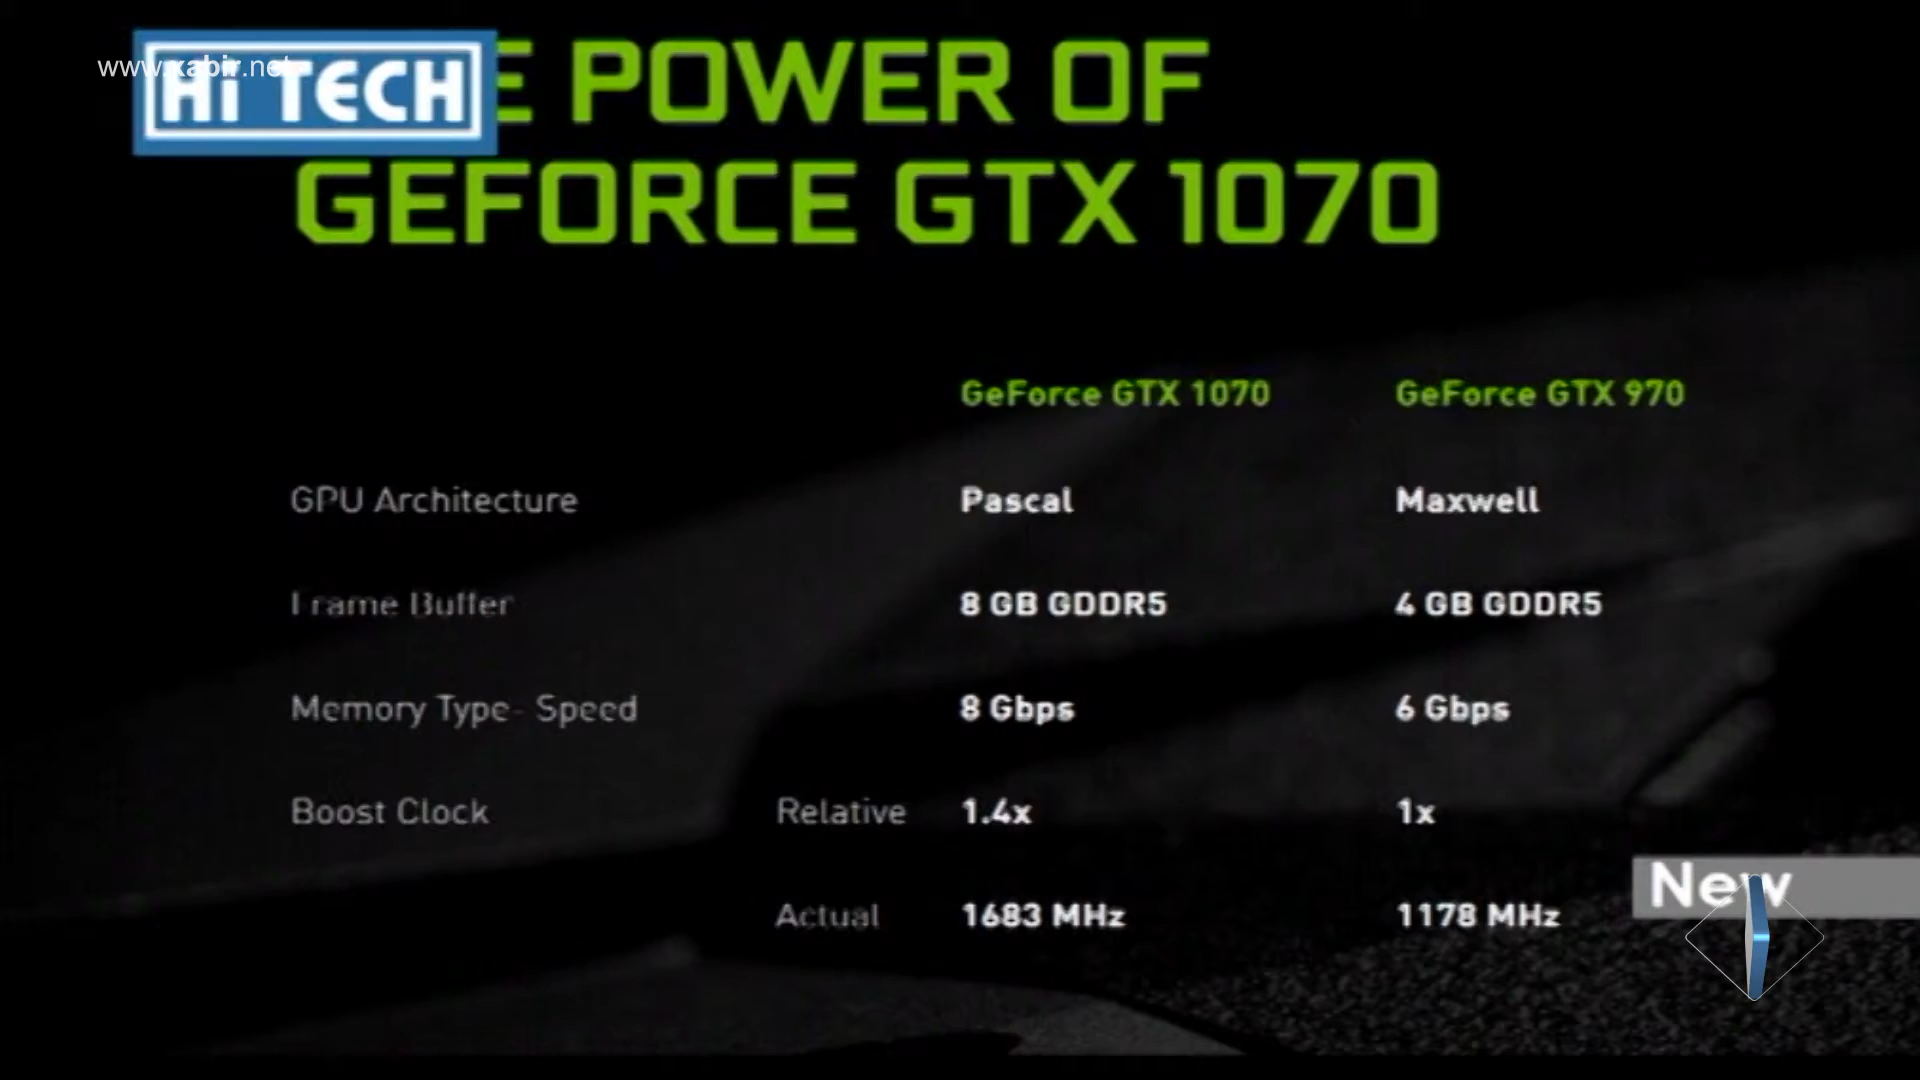 www.xabir.net
Hi TECH
E POWER OF
GEFORCE GTX 1070
GeForce GTX 1070 GeForce GTX 970
GPU Architecture Pascal Maxwell
Frame Buffer 8 GB GDDR5 4 GB GDDR5
Memory Type- Speed 8 Gbps 6 Gbps
Boost Clock Relative 1.4x 1x
Actual 1683 MHz 1178 MHz
New